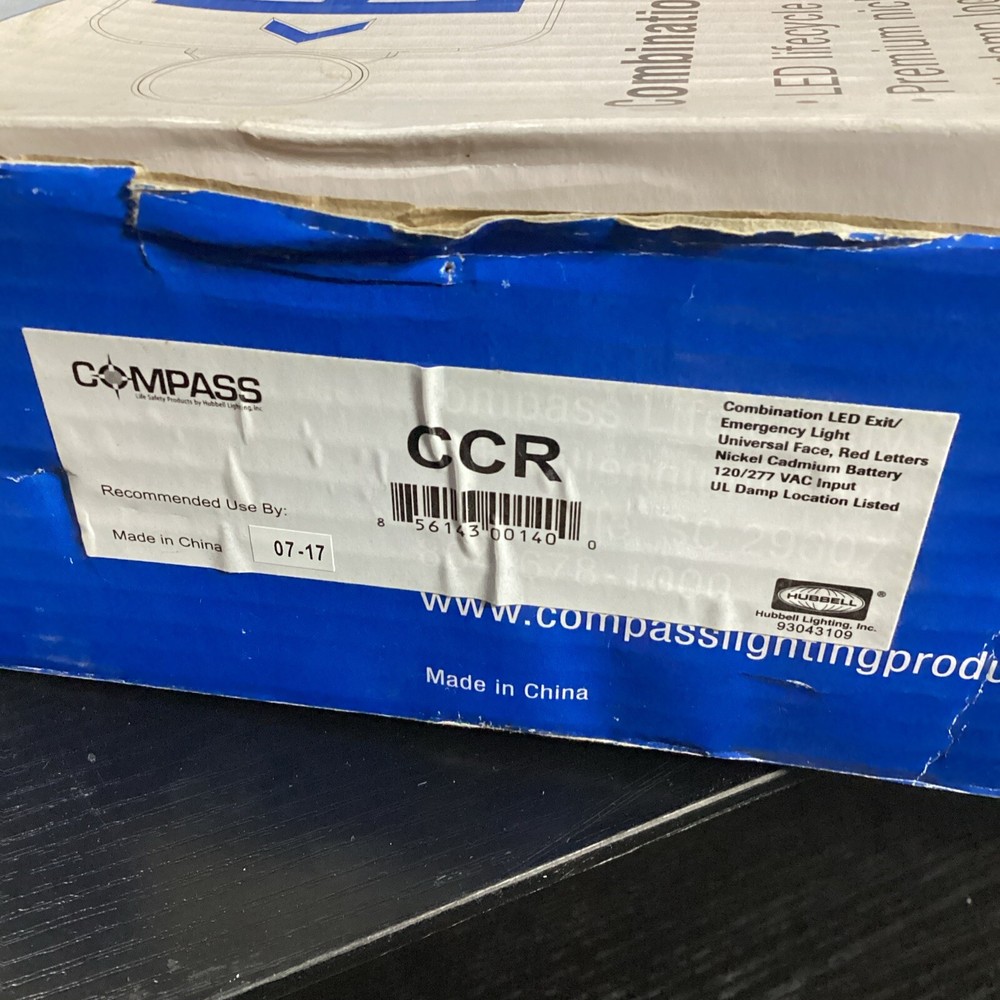 Combinatio
• LED lifecycle
• Premium nic
COMPASS
Life Safety Products by Hubbell Lighting, Inc.
CCR
8 56143 00140 0
Recommended Use By:
Made in China
07-17
Combination LED Exit/
Emergency Light
Universal Face, Red Letters
Nickel Cadmium Battery
120/277 VAC Input
UL Damp Location Listed
HUBBELL®
Hubbell Lighting, Inc.
93043109
www.compasslightingprodu
Made in China